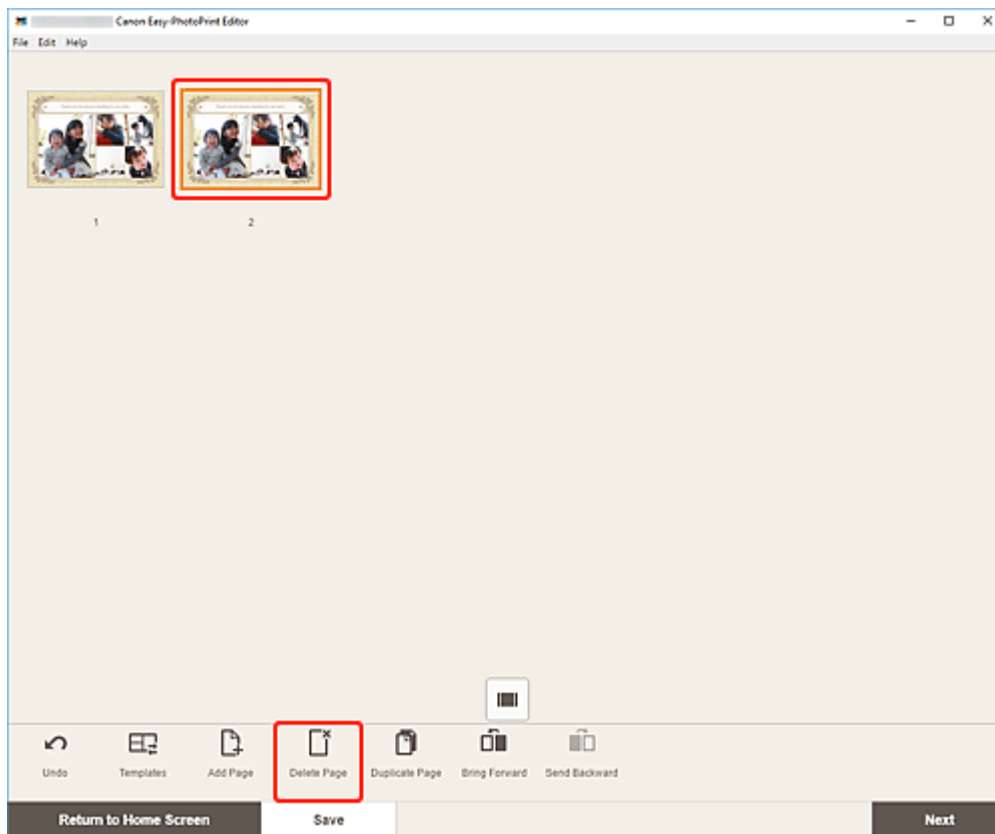 Canon Easy-PhotoPrint Editor
File Edit Help
1 2
Undo Templates Add Page Delete Page Duplicate Page Bring Forward Send Backward
Return to Home Screen Save Next